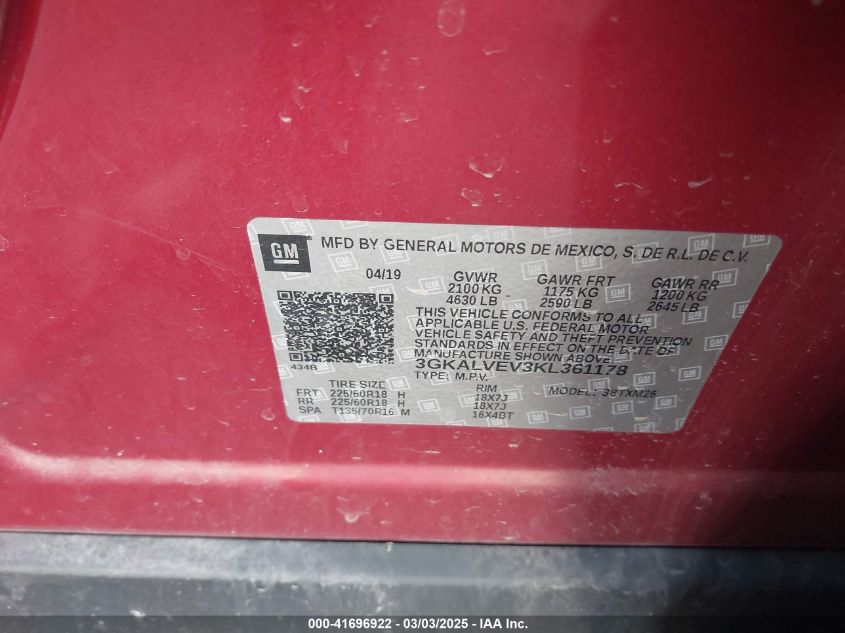 GM
MFD BY GENERAL MOTORS DE MEXICO, S. DE R.L. DE C.V.
04/19 GVWR GAWR FRT GAWR RR
2100 KG 1175 KG 1200 KG
4630 LB 2590 LB 2645 LB
THIS VEHICLE CONFORMS TO ALL
APPLICABLE U.S. FEDERAL MOTOR
VEHICLE SAFETY AND THEFT PREVENTION
STANDARDS IN EFFECT ON THE DATE OF
MANUFACTURE SHOWN ABOVE.
434B 3GKALVEV3KL361178
TYPE: M.P.V. MODEL: 38TXM26
TIRE SIZE RIM
FRT 225/60R18 H 18X7J
RR 225/60R18 H 18X7J
SPA T135/70R16 M 16X4BT
000-41696922 - 03/03/2025 - IAA Inc.